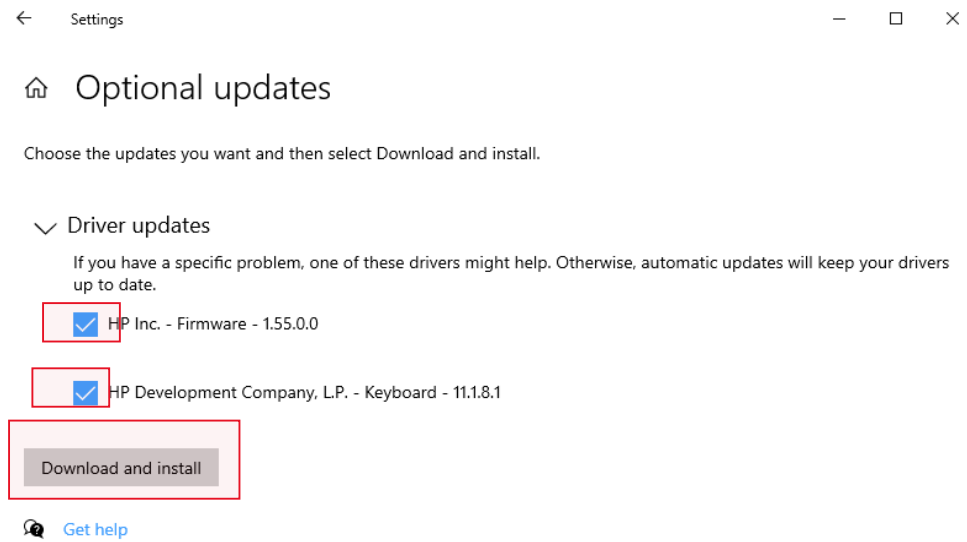 Settings
Optional updates
Choose the updates you want and then select Download and install.
Driver updates
If you have a specific problem, one of these drivers might help. Otherwise, automatic updates will keep your drivers
up to date.
HP Inc. - Firmware - 1.55.0.0
HP Development Company, L.P. - Keyboard - 11.1.8.1
Download and install
Get help